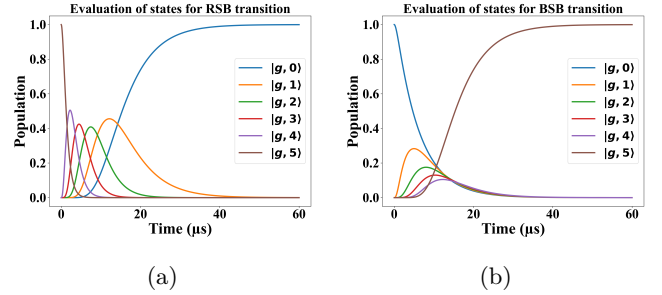 Evaluation of states for RSB transition
Population
1.0
0.8
0.6
0.4
0.2
0.0
|g, 0⟩
|g, 1⟩
|g, 2⟩
|g, 3⟩
|g, 4⟩
|g, 5⟩
0
20
40
60
Time (μs)
(a)
Evaluation of states for BSB transition
Population
1.0
0.8
0.6
0.4
0.2
0.0
|g, 0⟩
|g, 1⟩
|g, 2⟩
|g, 3⟩
|g, 4⟩
|g, 5⟩
0
20
40
60
Time (μs)
(b)